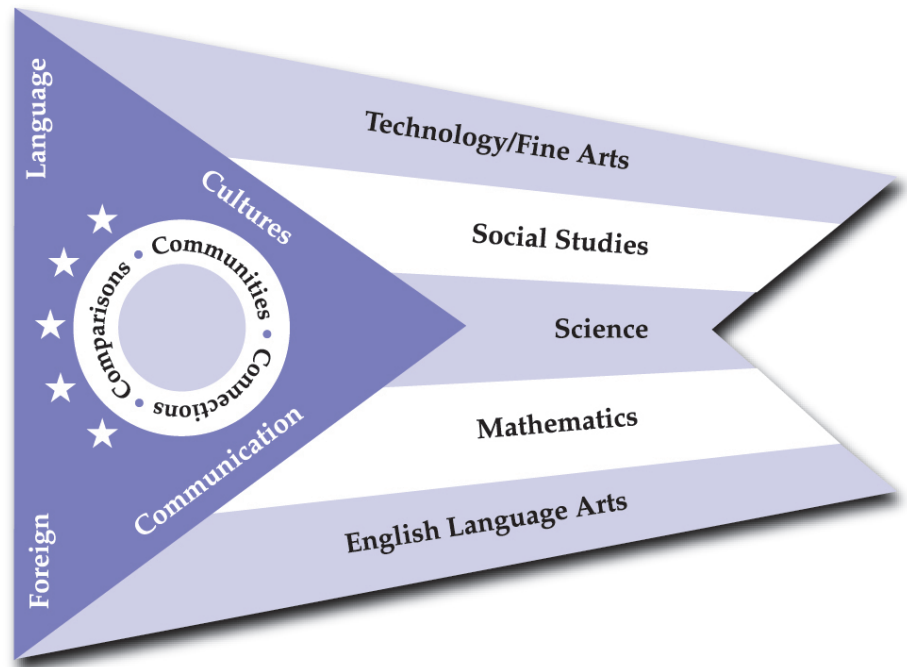 Foreign Language
Cultures
Communication
Communities • Connections • Comparisons •
Technology/Fine Arts
Social Studies
Science
Mathematics
English Language Arts